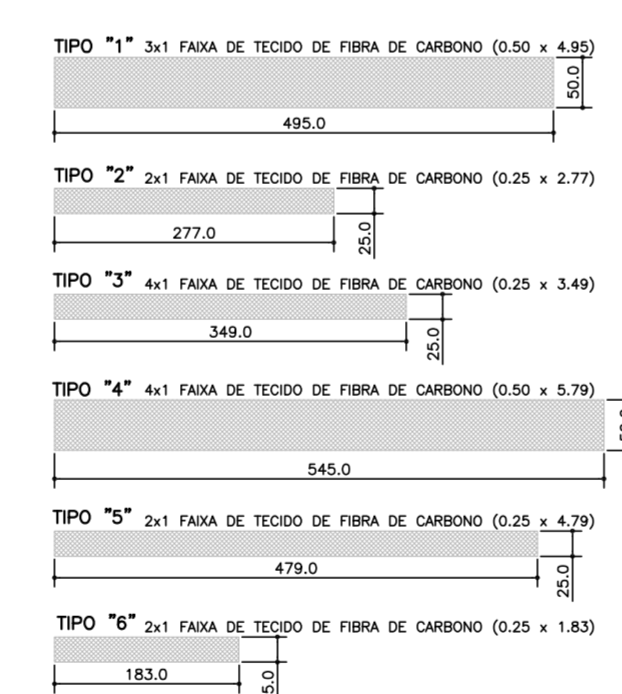 TIPO "1" 3x1 FAIXA DE TECIDO DE FIBRA DE CARBONO (0.50 x 4.95)
50.0
495.0
TIPO "2" 2x1 FAIXA DE TECIDO DE FIBRA DE CARBONO (0.25 x 2.77)
277.0
25.0
TIPO "3" 4x1 FAIXA DE TECIDO DE FIBRA DE CARBONO (0.25 x 3.49)
349.0
25.0
TIPO "4" 4x1 FAIXA DE TECIDO DE FIBRA DE CARBONO (0.50 x 5.79)
545.0
TIPO "5" 2x1 FAIXA DE TECIDO DE FIBRA DE CARBONO (0.25 x 4.79)
479.0
25.0
TIPO "6" 2x1 FAIXA DE TECIDO DE FIBRA DE CARBONO (0.25 x 1.83)
183.0